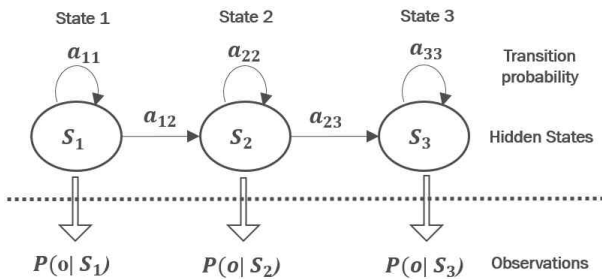 State 1 State 2 State 3
a₁₁ a₂₂ a₃₃ Transition probability
a₁₂ a₂₃
S₁ S₂ S₃ Hidden States
P(o| S₁) P(o| S₂) P(o| S₃) Observations